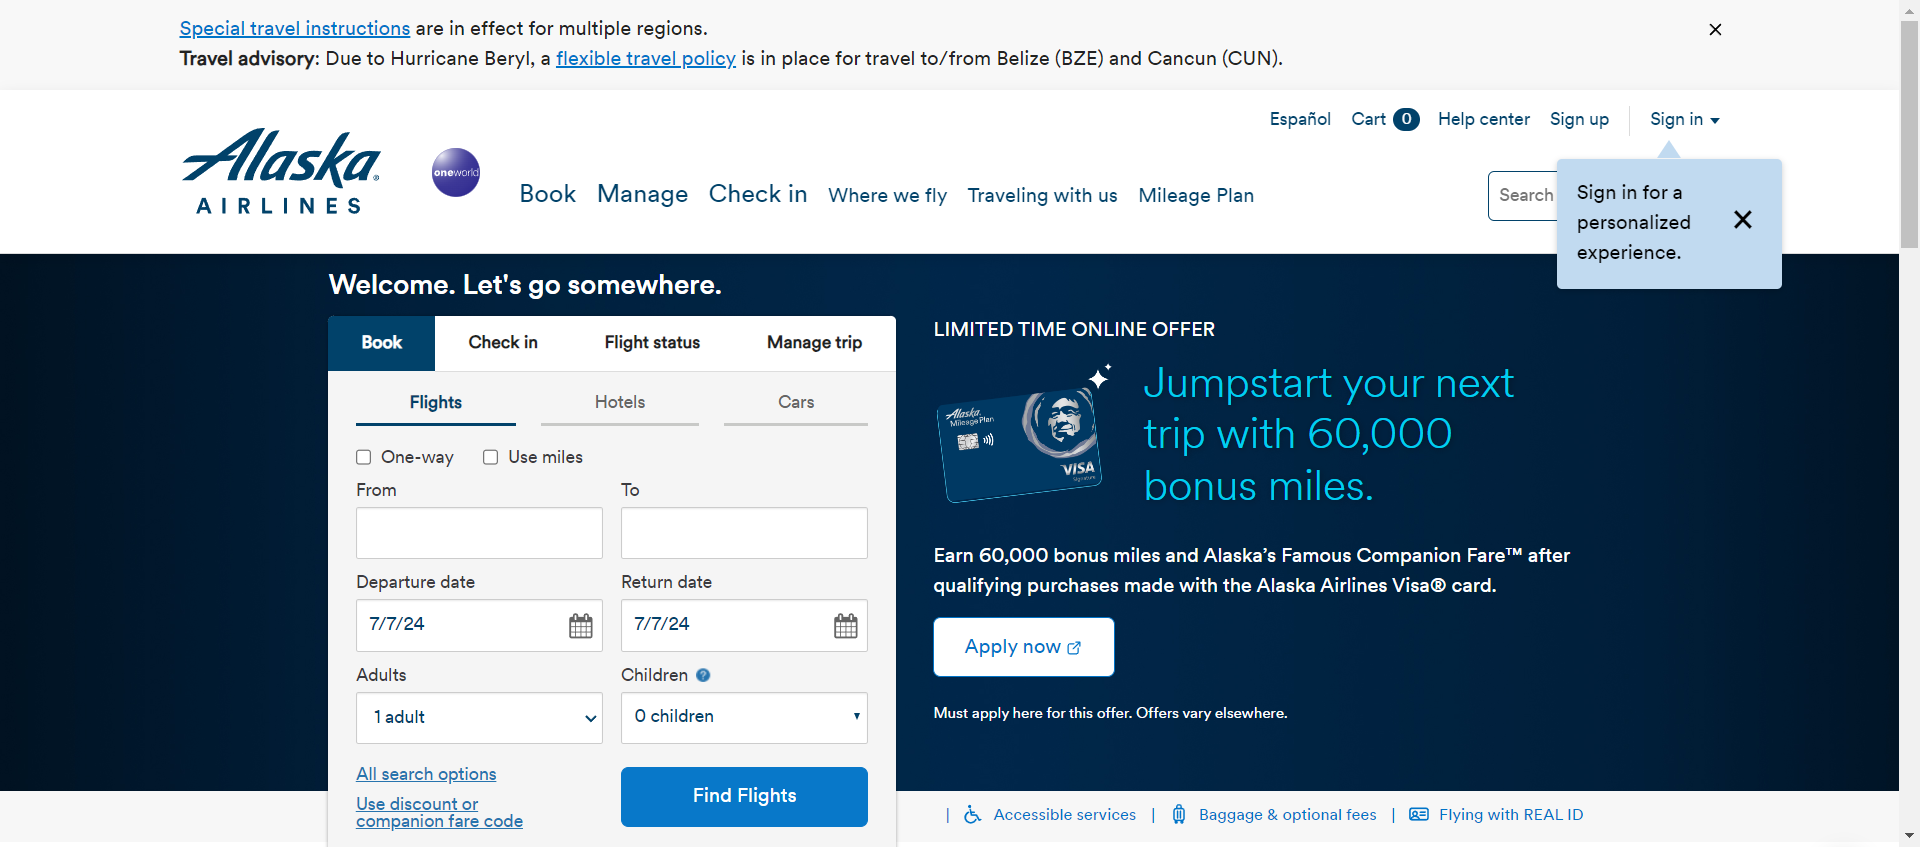 Special travel instructions are in effect for multiple regions.
Travel advisory: Due to Hurricane Beryl, a flexible travel policy is in place for travel to/from Belize (BZE) and Cancun (CUN).
Español Cart 0 Help center Sign up Sign in
Alaska
AIRLINES
oneworld
Book Manage Check in Where we fly Traveling with us Mileage Plan
Search
Sign in for a
personalized
experience.
Welcome. Let's go somewhere.
Book Check in Flight status Manage trip
Flights Hotels Cars
One-way Use miles
From To
Departure date Return date
7/7/24 7/7/24
Adults Children ?
1 adult 0 children
All search options
Use discount or
companion fare code
Find Flights
LIMITED TIME ONLINE OFFER
Alaska
Mileage Plan
VISA
Signature
Jumpstart your next
trip with 60,000
bonus miles.
Earn 60,000 bonus miles and Alaska’s Famous Companion Fare™ after
qualifying purchases made with the Alaska Airlines Visa® card.
Apply now
Must apply here for this offer. Offers vary elsewhere.
| Accessible services | Baggage & optional fees | Flying with REAL ID